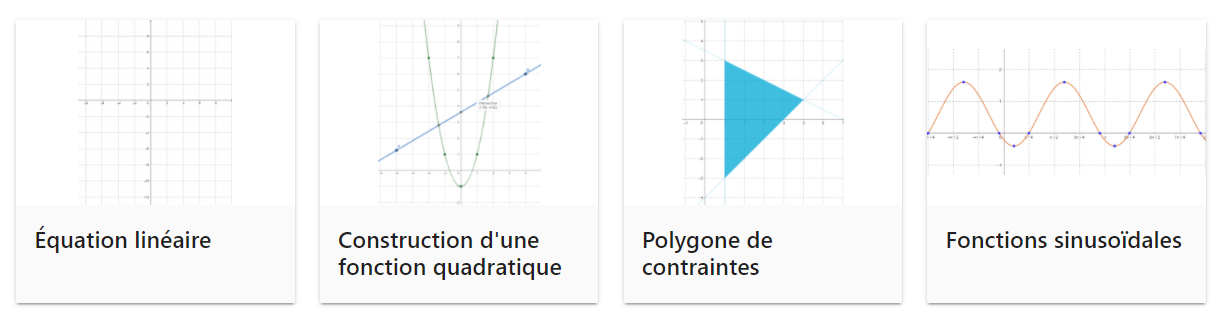 Équation linéaire
Construction d'une
fonction quadratique
Polygone de
contraintes
Fonctions sinusoïdales